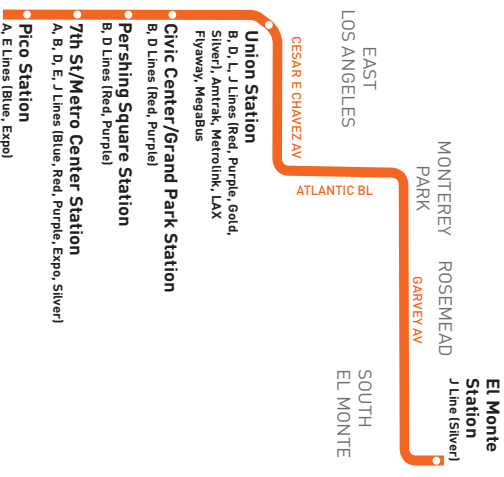 EAST
LOS ANGELES
CESAR E CHAVEZ AV
Union Station
B, D, L, J Lines (Red, Purple, Gold,
Silver), Amtrak, Metrolink, LAX
Flyaway, MegaBus
Civic Center/Grand Park Station
B, D Lines (Red, Purple)
Pershing Square Station
B, D Lines (Red, Purple)
7th St/Metro Center Station
A, B, D, E, J Lines (Blue, Red, Purple, Expo, Silver)
Pico Station
A, E Lines (Blue, Expo)
MONTEREY
PARK
ATLANTIC BL
ROSEMEAD
GARVEY AV
SOUTH
EL MONTE
El Monte
Station
J Line (Silver)